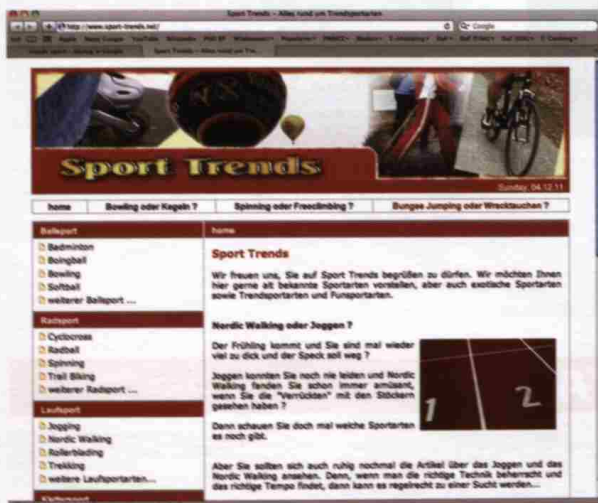 Sport Trends – Alles rund um Trendsportarten
http://www.sport-trends.net/
Google
Sport Trends – Alles rund um Tre...
Sport Trends
Sunday, 04.12.11
home
Bowling oder Kegeln ?
Spinning oder Freeclimbing ?
Bungee Jumping oder Wracktauchen ?
Ballsport
Badminton
Boingball
Bowling
Softball
weiterer Ballsport ...
Radsport
Cyclocross
Radball
Spinning
Trail Biking
weiterer Radsport ...
Laufsport
Jogging
Nordic Walking
Rollerblading
Trekking
weitere Laufsportarten...
home
Sport Trends
Wir freuen uns, Sie auf Sport Trends begrüßen zu dürfen. Wir möchten Ihnen
hier gerne alt bekannte Sportarten vorstellen, aber auch exotische Sportarten
sowie Trendsportarten und Funsportarten.
Nordic Walking oder Joggen ?
Der Frühling kommt und Sie sind mal wieder
viel zu dick und der Speck soll weg ?
Joggen konnten Sie noch nie leiden und Nordic
Walking fanden Sie schon immer amüsant,
wenn Sie die "Verrückten" mit den Stöckern
gesehen haben ?
Dann schauen Sie doch mal welche Sportarten
es noch gibt.
1 2
Aber Sie sollten sich auch ruhig nochmal die Artikel über das Joggen und das
Nordic Walking ansehen. Denn, wenn man die richtige Technik beherrscht und
das richtige Tempo findet, dann kann es regelrecht zu einer Sucht werden...